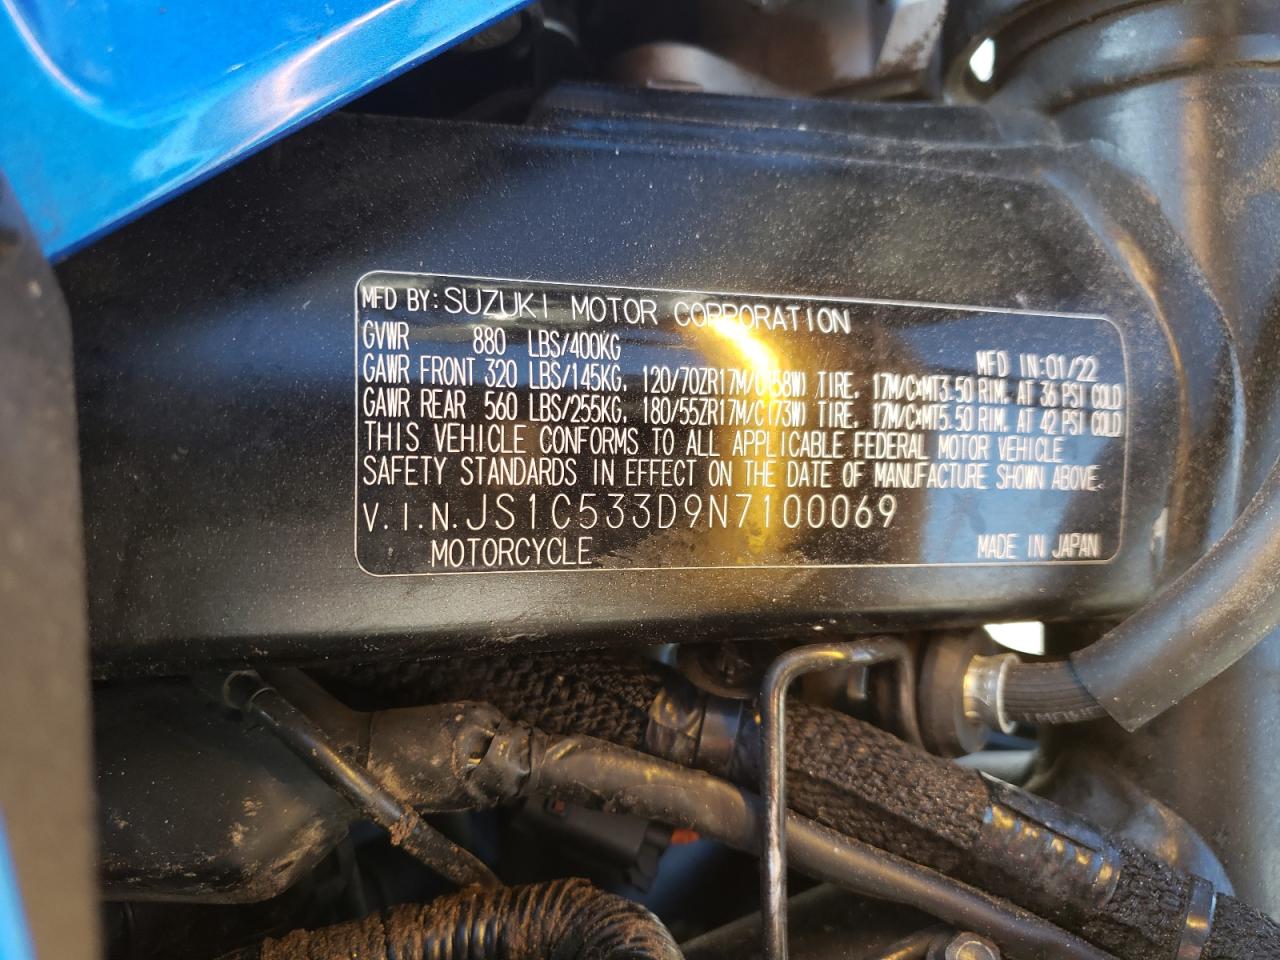 MFD BY: SUZUKI MOTOR CORPORATION
GVWR 880 LBS/400KG MFD IN:01/22
GAWR FRONT 320 LBS/145KG, 120/70ZR17M/C(58W) TIRE, 17M/C×MT3.50 RIM. AT 36 PSI COLD
GAWR REAR 560 LBS/255KG, 180/55ZR17M/C(73W) TIRE, 17M/C×MT5.50 RIM. AT 42 PSI COLD
THIS VEHICLE CONFORMS TO ALL APPLICABLE FEDERAL MOTOR VEHICLE
SAFETY STANDARDS IN EFFECT ON THE DATE OF MANUFACTURE SHOWN ABOVE.
V.I.N. JS1C533D9N7100069
MOTORCYCLE MADE IN JAPAN